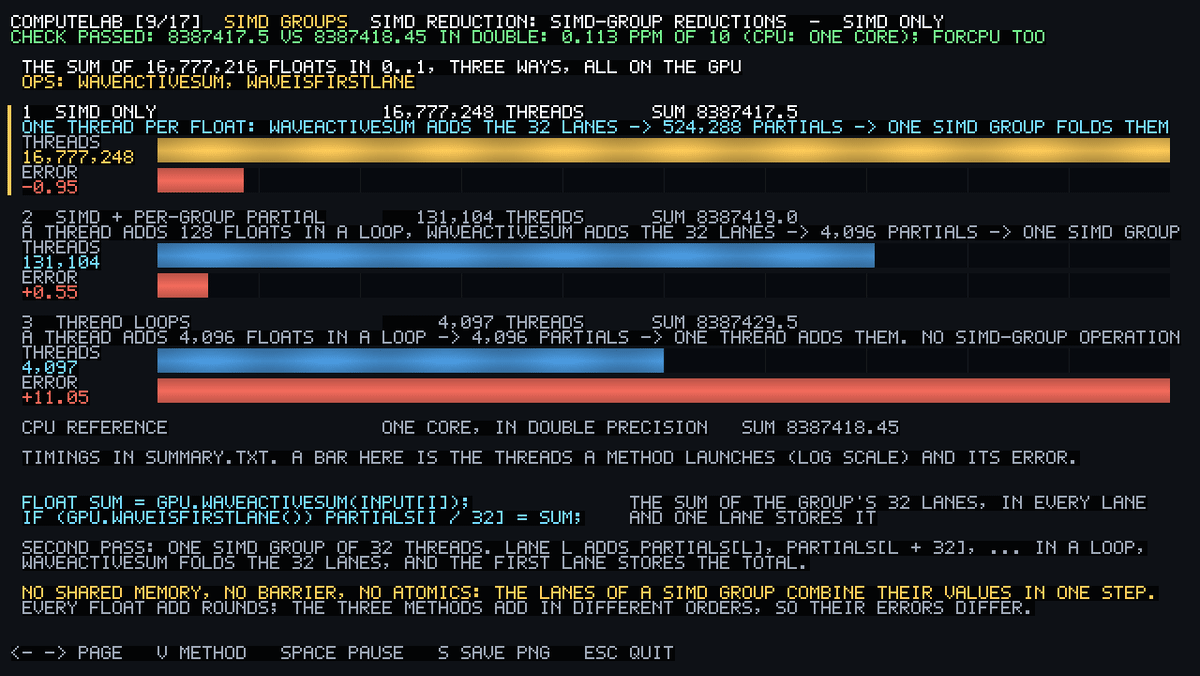 COMPUTELAB [9/17]  SIMD GROUPS  SIMD REDUCTION: SIMD-GROUP REDUCTIONS  -  SIMD ONLY
CHECK PASSED: 8387417.5 VS 8387418.45 IN DOUBLE: 0.113 PPM OF 10 (CPU: ONE CORE); FORCPU TOO
THE SUM OF 16,777,216 FLOATS IN 0..1, THREE WAYS, ALL ON THE GPU
OPS: WAVEACTIVESUM, WAVEISFIRSTLANE
1  SIMD ONLY  16,777,248 THREADS  SUM 8387417.5
ONE THREAD PER FLOAT: WAVEACTIVESUM ADDS THE 32 LANES -> 524,288 PARTIALS -> ONE SIMD GROUP FOLDS THEM
THREADS
16,777,248
ERROR
-0.95
2  SIMD + PER-GROUP PARTIAL  131,104 THREADS  SUM 8387419.0
A THREAD ADDS 128 FLOATS IN A LOOP, WAVEACTIVESUM ADDS THE 32 LANES -> 4,096 PARTIALS -> ONE SIMD GROUP
THREADS
131,104
ERROR
+0.55
3  THREAD LOOPS  4,097 THREADS  SUM 8387429.5
A THREAD ADDS 4,096 FLOATS IN A LOOP -> 4,096 PARTIALS -> ONE THREAD ADDS THEM. NO SIMD-GROUP OPERATION
THREADS
4,097
ERROR
+11.05
CPU REFERENCE  ONE CORE, IN DOUBLE PRECISION  SUM 8387418.45
TIMINGS IN SUMMARY.TXT. A BAR HERE IS THE THREADS A METHOD LAUNCHES (LOG SCALE) AND ITS ERROR.
FLOAT SUM = GPU.WAVEACTIVESUM(INPUT[I]);  THE SUM OF THE GROUP'S 32 LANES, IN EVERY LANE
IF (GPU.WAVEISFIRSTLANE()) PARTIALS[I / 32] = SUM;  AND ONE LANE STORES IT
SECOND PASS: ONE SIMD GROUP OF 32 THREADS. LANE L ADDS PARTIALS[L], PARTIALS[L + 32], ... IN A LOOP,
WAVEACTIVESUM FOLDS THE 32 LANES, AND THE FIRST LANE STORES THE TOTAL.
NO SHARED MEMORY, NO BARRIER, NO ATOMICS: THE LANES OF A SIMD GROUP COMBINE THEIR VALUES IN ONE STEP.
EVERY FLOAT ADD ROUNDS; THE THREE METHODS ADD IN DIFFERENT ORDERS, SO THEIR ERRORS DIFFER.
<- -> PAGE  V METHOD  SPACE PAUSE  S SAVE PNG  ESC QUIT